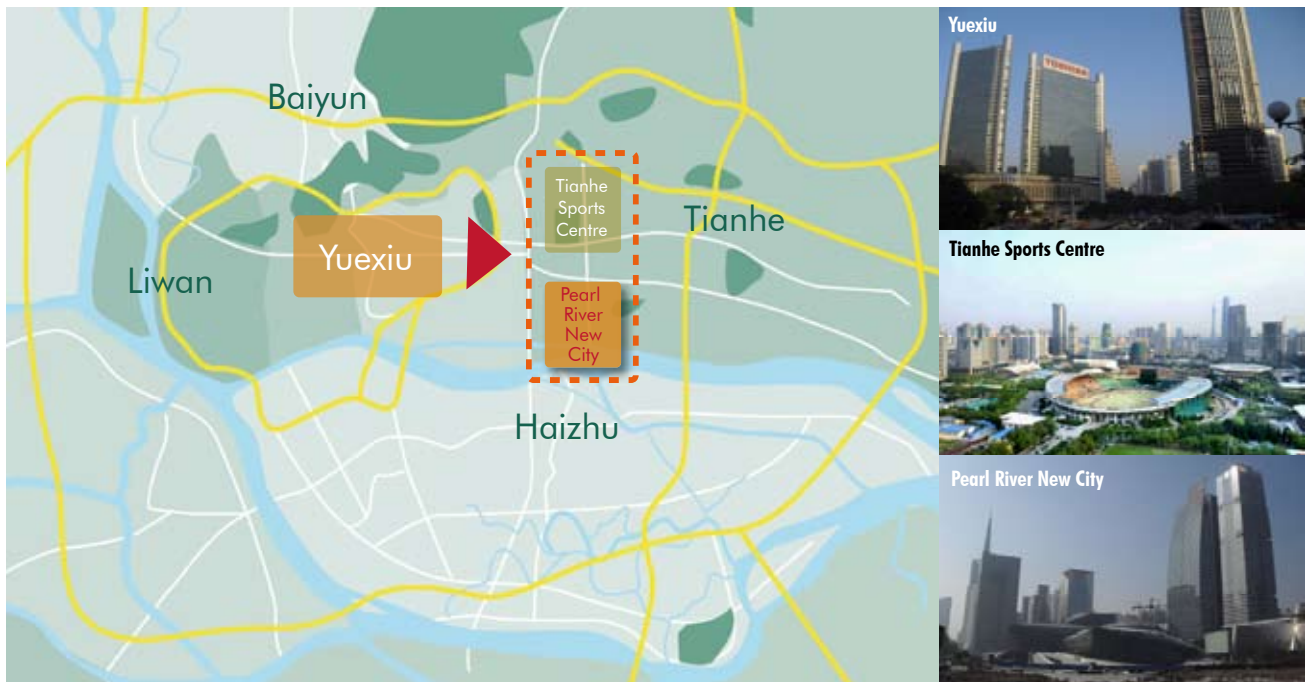 Baiyun
Tianhe
Sports
Centre
Tianhe
Yuexiu
Liwan
Pearl
River
New
City
Haizhu
Yuexiu
TOSHIBA
Tianhe Sports Centre
Pearl River New City